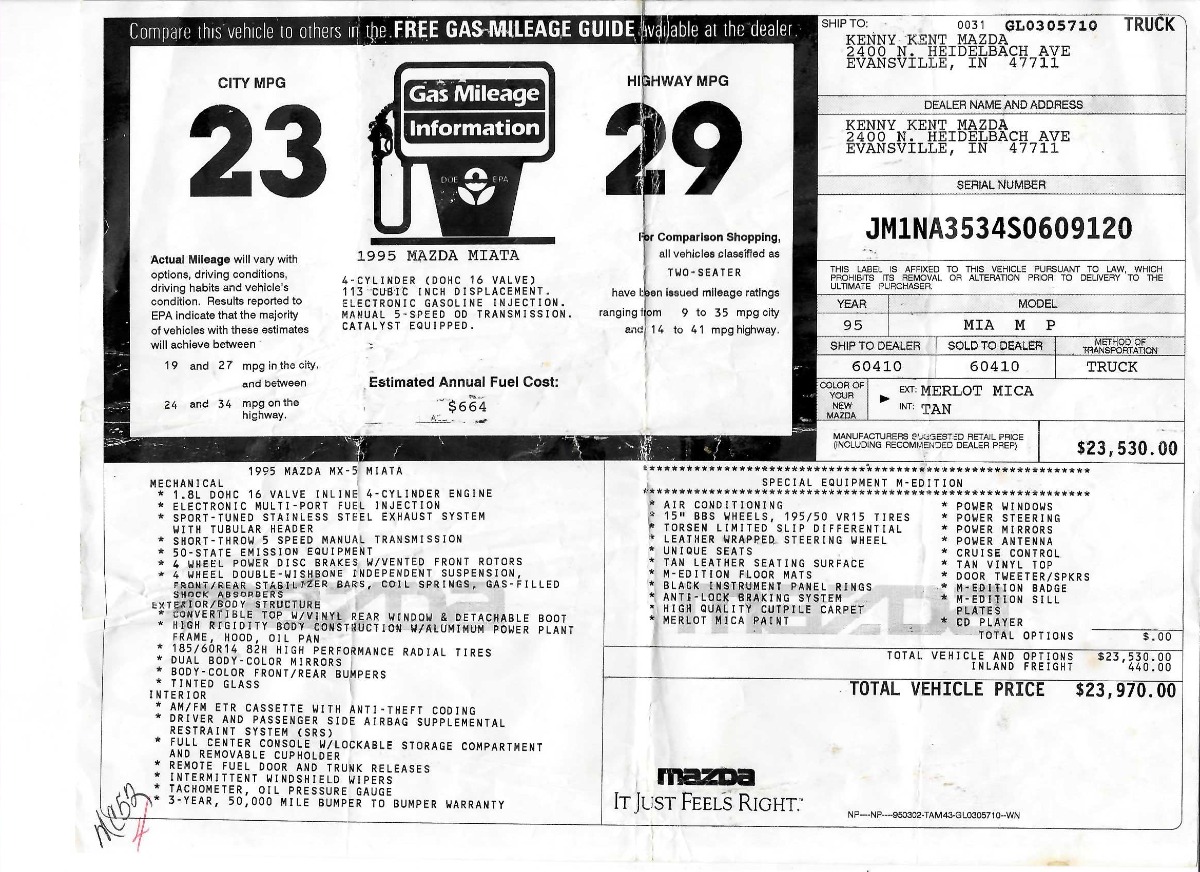 Compare this vehicle to others in the FREE GAS MILEAGE GUIDE available at the dealer.
CITY MPG
23
Gas Mileage
Information
DOE EPA
HIGHWAY MPG
29
Actual Mileage will vary with
options, driving conditions,
driving habits and vehicle's
condition. Results reported to
EPA indicate that the majority
of vehicles with these estimates
will achieve between
19 and 27 mpg in the city,
and between
24 and 34 mpg on the
highway.
1995 MAZDA MIATA
4-CYLINDER (DOHC 16 VALVE)
113 CUBIC INCH DISPLACEMENT.
ELECTRONIC GASOLINE INJECTION.
MANUAL 5-SPEED OD TRANSMISSION.
CATALYST EQUIPPED.
Estimated Annual Fuel Cost:
$664
For Comparison Shopping,
all vehicles classified as
TWO-SEATER
have been issued mileage ratings
ranging from 9 to 35 mpg city
and 14 to 41 mpg highway.
SHIP TO: 0031 GL0305710 TRUCK
KENNY KENT MAZDA
2400 N. HEIDELBACH AVE
EVANSVILLE, IN 47711
DEALER NAME AND ADDRESS
KENNY KENT MAZDA
2400 N. HEIDELBACH AVE
EVANSVILLE, IN 47711
SERIAL NUMBER
JM1NA3534S0609120
THIS LABEL IS AFFIXED TO THIS VEHICLE PURSUANT TO LAW, WHICH
PROHIBITS ITS REMOVAL OR ALTERATION PRIOR TO DELIVERY TO THE
ULTIMATE PURCHASER.
YEAR MODEL
95 MIA M P
SHIP TO DEALER SOLD TO DEALER METHOD OF TRANSPORTATION
60410 60410 TRUCK
COLOR OF
YOUR
NEW
MAZDA
EXT: MERLOT MICA
INT: TAN
MANUFACTURERS SUGGESTED RETAIL PRICE
(INCLUDING RECOMMENDED DEALER PREP)
$23,530.00
1995 MAZDA MX-5 MIATA
MECHANICAL
* 1.8L DOHC 16 VALVE INLINE 4-CYLINDER ENGINE
* ELECTRONIC MULTI-PORT FUEL INJECTION
* SPORT-TUNED STAINLESS STEEL EXHAUST SYSTEM
WITH TUBULAR HEADER
* SHORT-THROW 5 SPEED MANUAL TRANSMISSION
* 50-STATE EMISSION EQUIPMENT
* 4 WHEEL POWER DISC BRAKES W/VENTED FRONT ROTORS
* 4 WHEEL DOUBLE-WISHBONE INDEPENDENT SUSPENSION,
FRONT/REAR STABILIZER BARS, COIL SPRINGS, GAS-FILLED
SHOCK ABSORBERS
EXTERIOR/BODY STRUCTURE
* CONVERTIBLE TOP W/VINYL REAR WINDOW & DETACHABLE BOOT
* HIGH RIGIDITY BODY CONSTRUCTION W/ALUMIMUM POWER PLANT
FRAME, HOOD, OIL PAN
* 185/60R14 82H HIGH PERFORMANCE RADIAL TIRES
* DUAL BODY-COLOR MIRRORS
* BODY-COLOR FRONT/REAR BUMPERS
* TINTED GLASS
INTERIOR
* AM/FM ETR CASSETTE WITH ANTI-THEFT CODING
* DRIVER AND PASSENGER SIDE AIRBAG SUPPLEMENTAL
RESTRAINT SYSTEM (SRS)
* FULL CENTER CONSOLE W/LOCKABLE STORAGE COMPARTMENT
AND REMOVABLE CUPHOLDER
* REMOTE FUEL DOOR AND TRUNK RELEASES
* INTERMITTENT WINDSHIELD WIPERS
* TACHOMETER, OIL PRESSURE GAUGE
* 3-YEAR, 50,000 MILE BUMPER TO BUMPER WARRANTY
SPECIAL EQUIPMENT M-EDITION
* AIR CONDITIONING
* 15" BBS WHEELS, 195/50 VR15 TIRES
* TORSEN LIMITED SLIP DIFFERENTIAL
* LEATHER WRAPPED STEERING WHEEL
* UNIQUE SEATS
* TAN LEATHER SEATING SURFACE
* M-EDITION FLOOR MATS
* BLACK INSTRUMENT PANEL RINGS
* ANTI-LOCK BRAKING SYSTEM
* HIGH QUALITY CUTPILE CARPET
* MERLOT MICA PAINT
* POWER WINDOWS
* POWER STEERING
* POWER MIRRORS
* POWER ANTENNA
* CRUISE CONTROL
* TAN VINYL TOP
* DOOR TWEETER/SPKRS
* M-EDITION BADGE
* M-EDITION SILL
PLATES
* CD PLAYER
TOTAL OPTIONS $.00
TOTAL VEHICLE AND OPTIONS $23,530.00
INLAND FREIGHT 440.00
TOTAL VEHICLE PRICE $23,970.00
mazda
IT JUST FEELS RIGHT.
NP----NP----950302-TAM43-GL0305710--WN